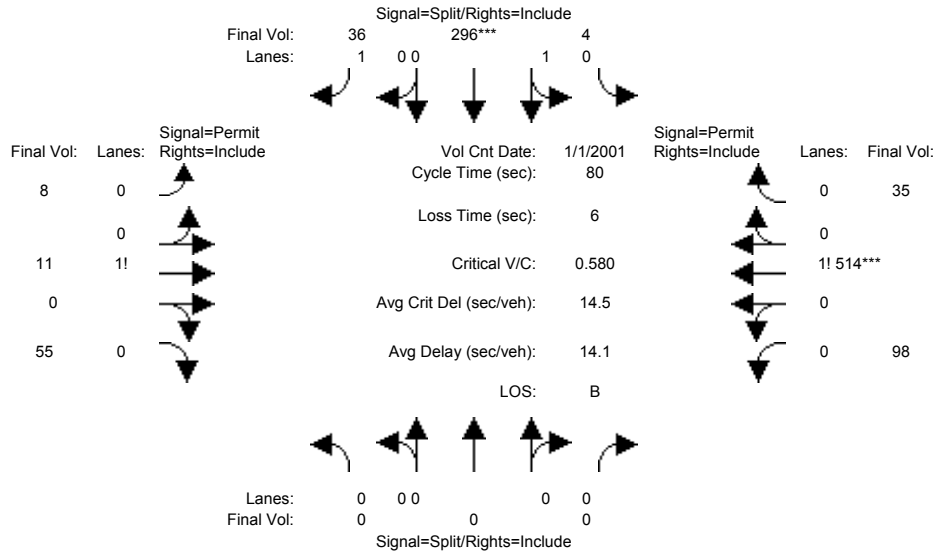 Signal=Split/Rights=Include
Final Vol: 36 296*** 4
Lanes: 1 0 0 1 0
Signal=Permit Signal=Permit
Final Vol: Lanes: Rights=Include Vol Cnt Date: 1/1/2001 Rights=Include Lanes: Final Vol:
Cycle Time (sec): 80
8 0 0 35
Loss Time (sec): 6
0 0
11 1! Critical V/C: 0.580 1! 514***
0 0 Avg Crit Del (sec/veh): 14.5 0
55 0 Avg Delay (sec/veh): 14.1 0 98
LOS: B
Lanes: 0 0 0 0 0
Final Vol: 0 0 0
Signal=Split/Rights=Include